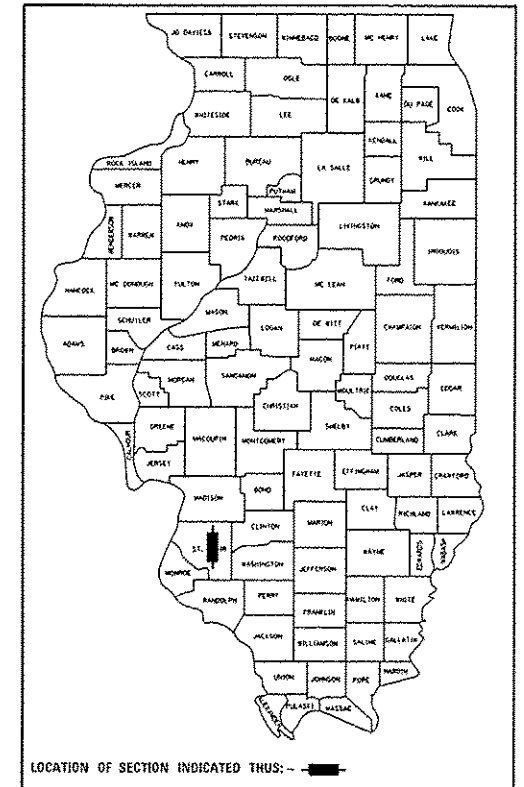 JO DAVIESS STEVENSON WINNEBAGO BOONE MC HENRY LAKE
CARROLL OGLE DE KALB KANE DU PAGE COOK
WHITESIDE LEE KENDALL WILL
ROCK ISLAND HENRY BUREAU LA SALLE GRUNDY
MERCER PUTNAM KANKAKEE
HENDERSON WARREN KNOX STARK MARSHALL LIVINGSTON
PEORIA WOODFORD IROQUOIS
HANCOCK MC DONOUGH FULTON TAZEWELL MC LEAN FORD
SCHUYLER MASON LOGAN DE WITT CHAMPAIGN VERMILION
ADAMS BROWN CASS MENARD MACON PIATT
PIKE SCOTT MORGAN SANGAMON CHRISTIAN MOULTRIE DOUGLAS EDGAR
CALHOUN GREENE MACOUPIN MONTGOMERY SHELBY COLES
JERSEY CUMBERLAND CLARK
MADISON BOND FAYETTE EFFINGHAM JASPER CRAWFORD
ST. CLINTON MARION CLAY RICHLAND LAWRENCE
MONROE WASHINGTON JEFFERSON WAYNE EDWARDS WABASH
RANDOLPH PERRY FRANKLIN HAMILTON WHITE
JACKSON WILLIAMSON SALINE GALLATIN
UNION JOHNSON POPE HARDIN
ALEXANDER PULASKI MASSAC
LOCATION OF SECTION INDICATED THUS: -